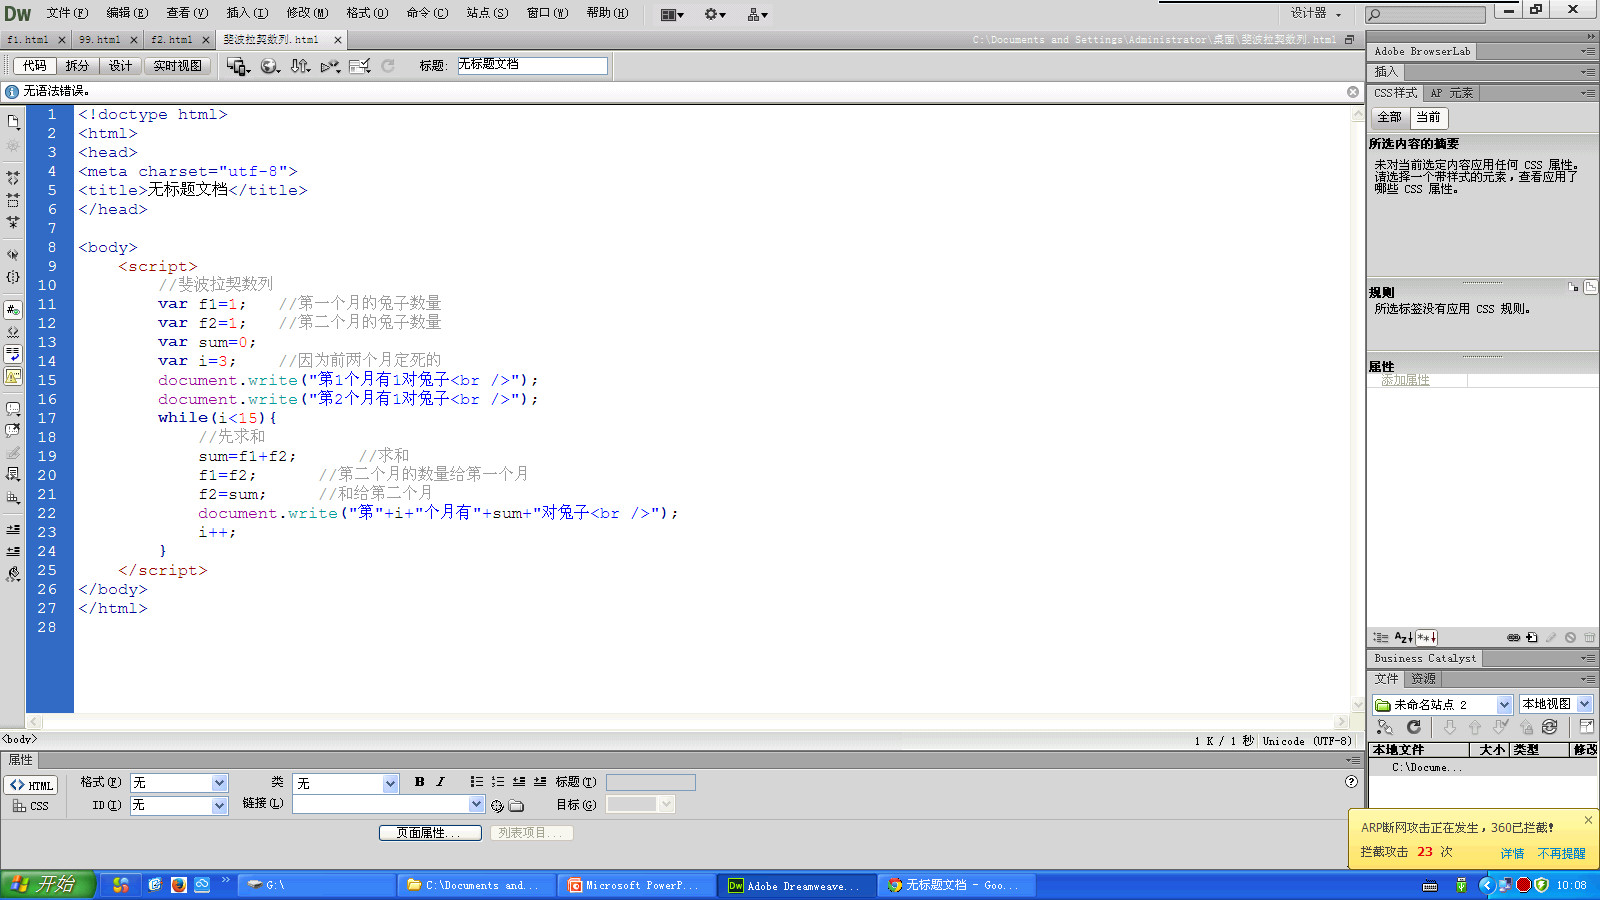 Dw 文件(F) 编辑(E) 查看(V) 插入(I) 修改(M) 格式(O) 命令(C) 站点(S) 窗口(W) 帮助(H) 设计器
f1.html 99.html f2.html 斐波拉契数列.html C:\Documents and Settings\Administrator\桌面\斐波拉契数列.html
代码 拆分 设计 实时视图 标题: 无标题文档
无语法错误。
1 <!doctype html>
2 <html>
3 <head>
4 <meta charset="utf-8">
5 <title>无标题文档</title>
6 </head>
7
8 <body>
9 <script>
10 //斐波拉契数列
11 var f1=1; //第一个月的兔子数量
12 var f2=1; //第二个月的兔子数量
13 var sum=0;
14 var i=3; //因为前两个月定死的
15 document.write("第1个月有1对兔子<br />");
16 document.write("第2个月有1对兔子<br />");
17 while(i<15){
18 //先求和
19 sum=f1+f2; //求和
20 f1=f2; //第二个月的数量给第一个月
21 f2=sum; //和给第二个月
22 document.write("第"+i+"个月有"+sum+"对兔子<br />");
23 i++;
24 }
25 </script>
26 </body>
27 </html>
28
Adobe BrowserLab
插入
CSS样式 AP 元素
全部 当前
所选内容的摘要
未对当前选定内容应用任何 CSS 属性。
请选择一个带样式的元素，查看应用了
哪些 CSS 属性。
规则
所选标签没有应用 CSS 规则。
属性
添加属性
Business Catalyst
文件 资源
未命名站点 2 本地视图
本地文件 大小 类型 修改
C:\Docume...
<body> 1 K / 1 秒 Unicode (UTF-8)
属性
<> HTML 格式(F) 无 类 无 B I 标题(T)
CSS ID(I) 无 链接(L) 目标(G)
页面属性... 列表项目...
ARP断网攻击正在发生，360已拦截!
拦截攻击 23 次 详情 不再提醒
开始 G:\ C:\Documents and... Microsoft PowerP... Adobe Dreamweave... 无标题文档 - Goo... 10:08